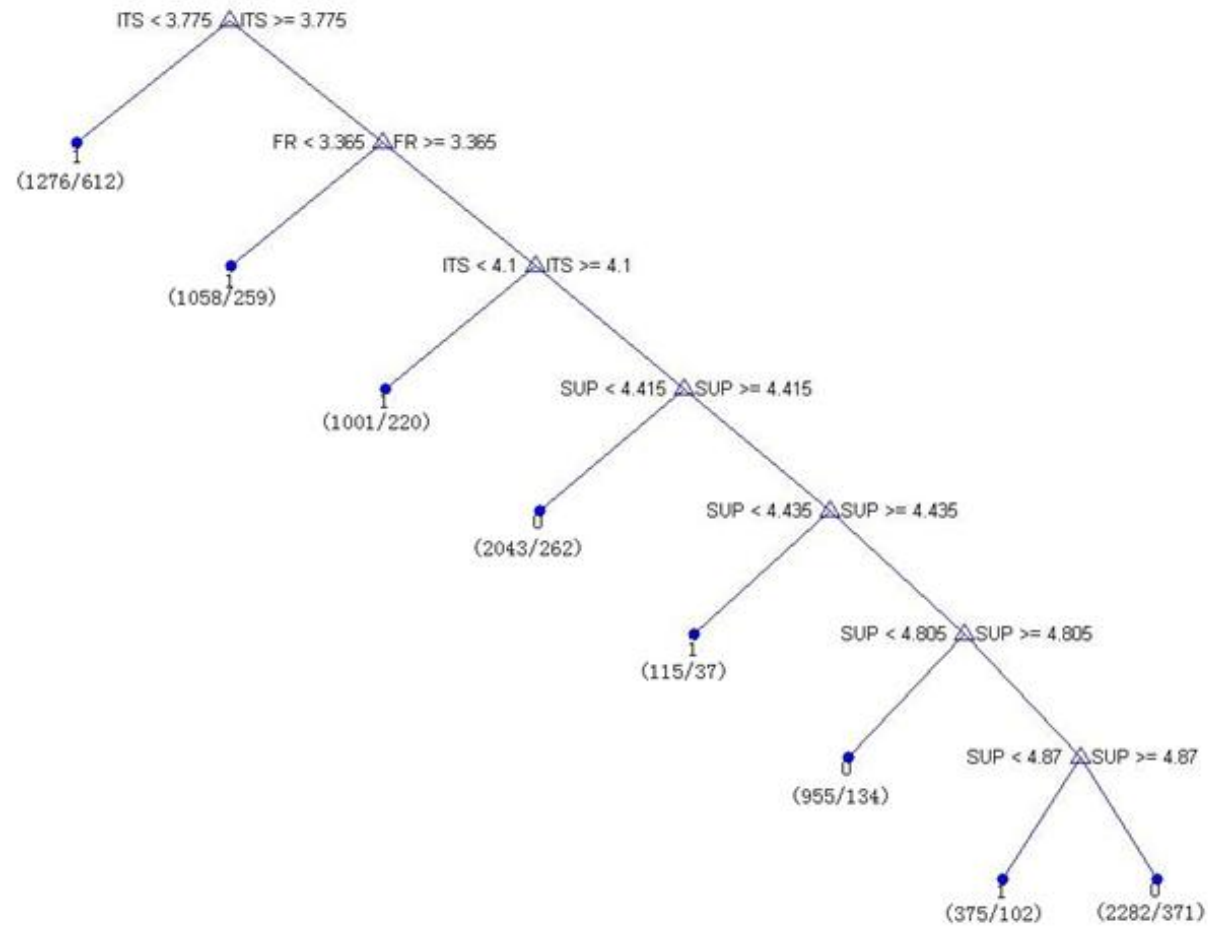 ITS < 3.775 ITS >= 3.775
FR < 3.365 FR >= 3.365
1
(1276/612)
ITS < 4.1 ITS >= 4.1
1
(1058/259)
SUP < 4.415 SUP >= 4.415
1
(1001/220)
SUP < 4.435 SUP >= 4.435
0
(2043/262)
SUP < 4.805 SUP >= 4.805
1
(115/37)
SUP < 4.87 SUP >= 4.87
0
(955/134)
1 0
(375/102) (2282/371)